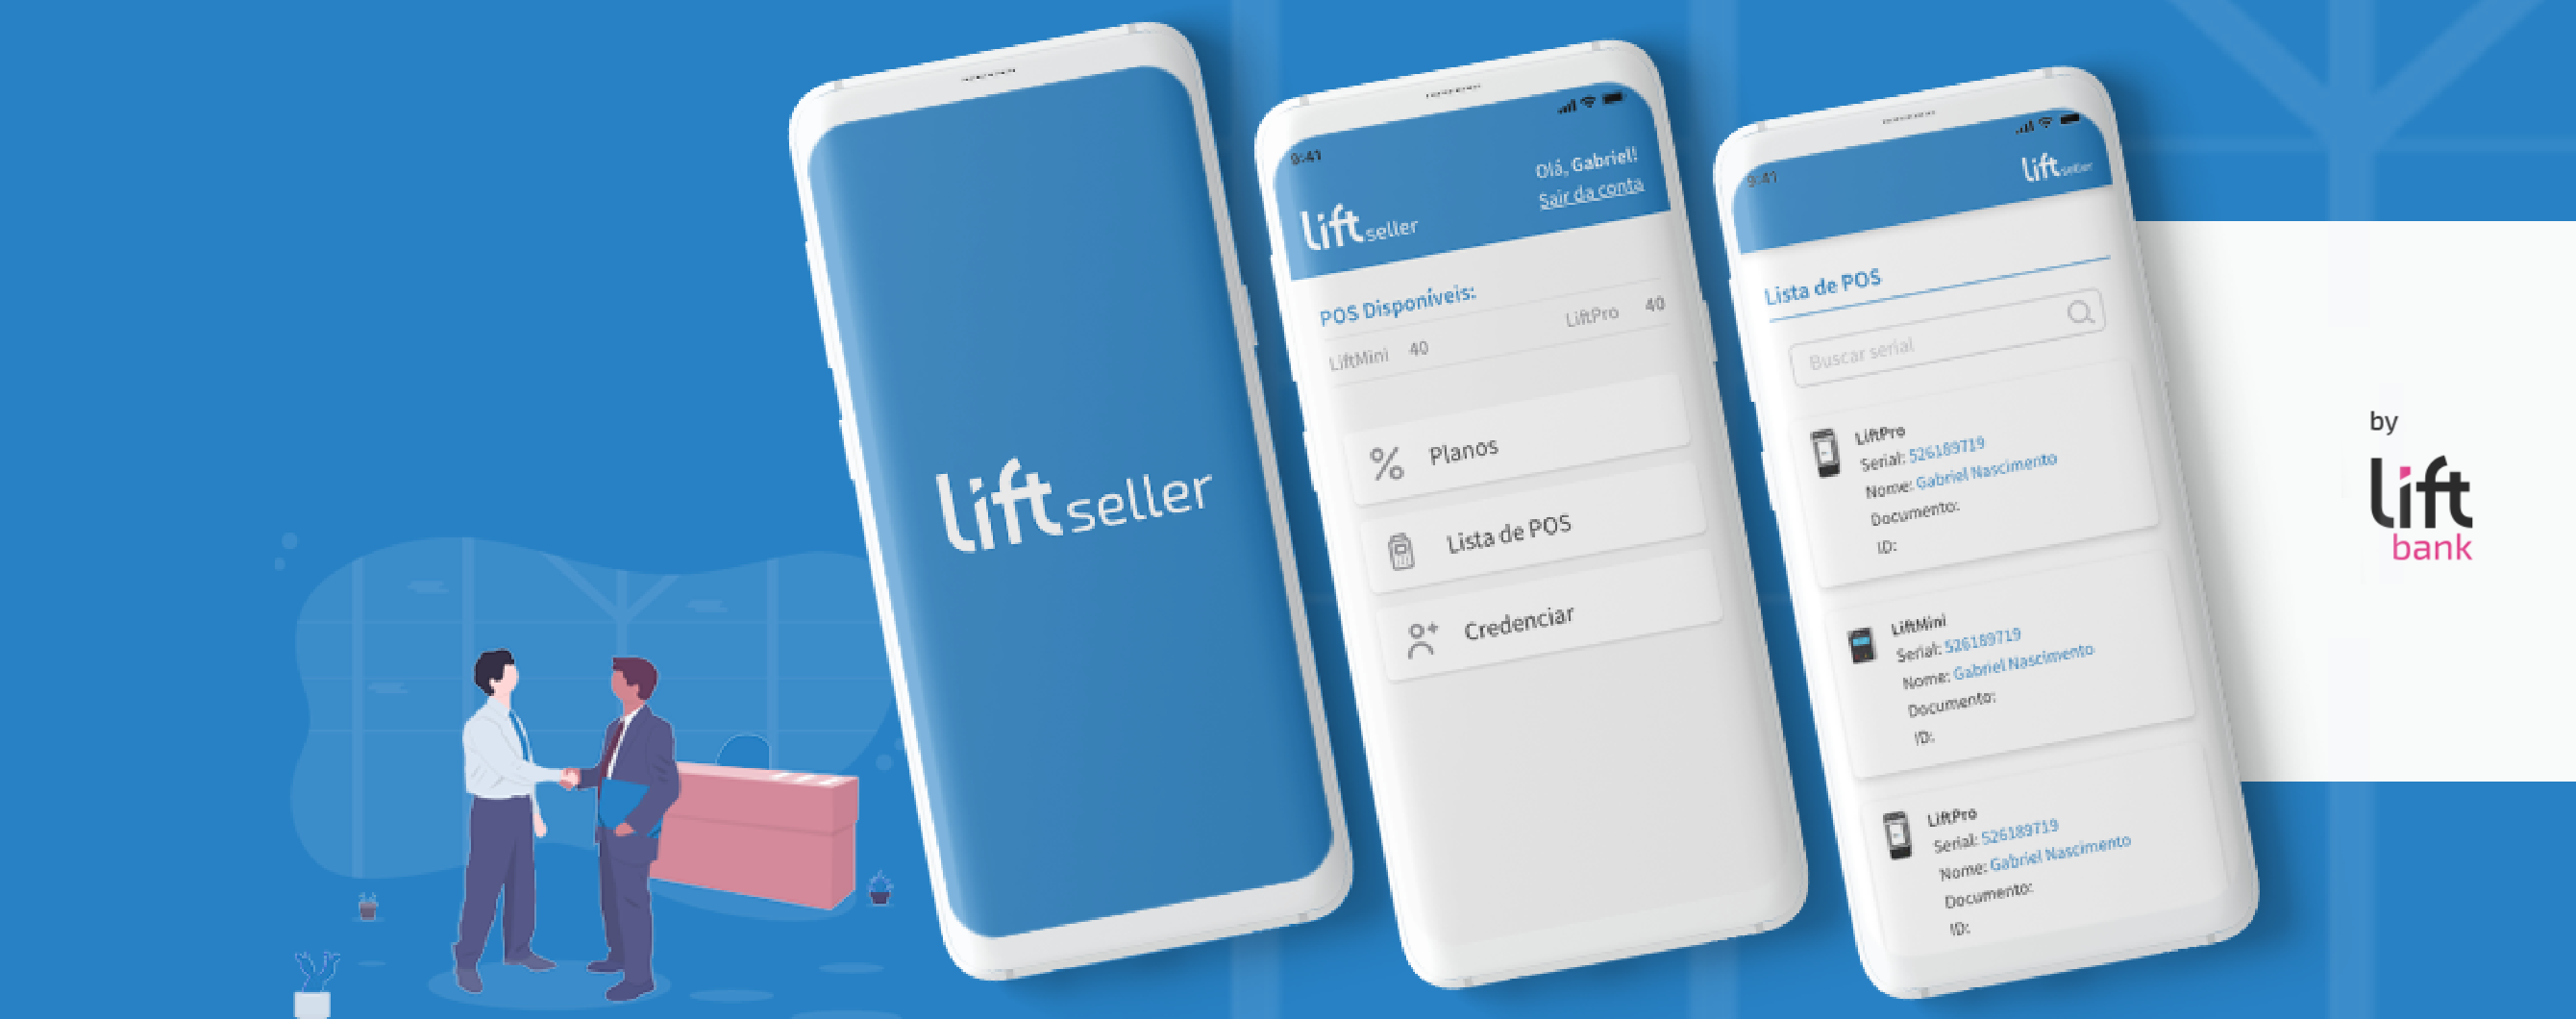 lift seller
9:41
Olá, Gabriel!
Sair da conta
lift seller
POS Disponíveis:
LiftMini 40
LiftPro 40
Planos
Lista de POS
Credenciar
9:41
lift seller
Lista de POS
Buscar serial
LiftPro
Serial: 526189719
Nome: Gabriel Nascimento
Documento:
ID:
LiftMini
Serial: 526189719
Nome: Gabriel Nascimento
Documento:
ID:
LiftPro
Serial: 526189719
Nome: Gabriel Nascimento
Documento:
ID:
by
lift
bank